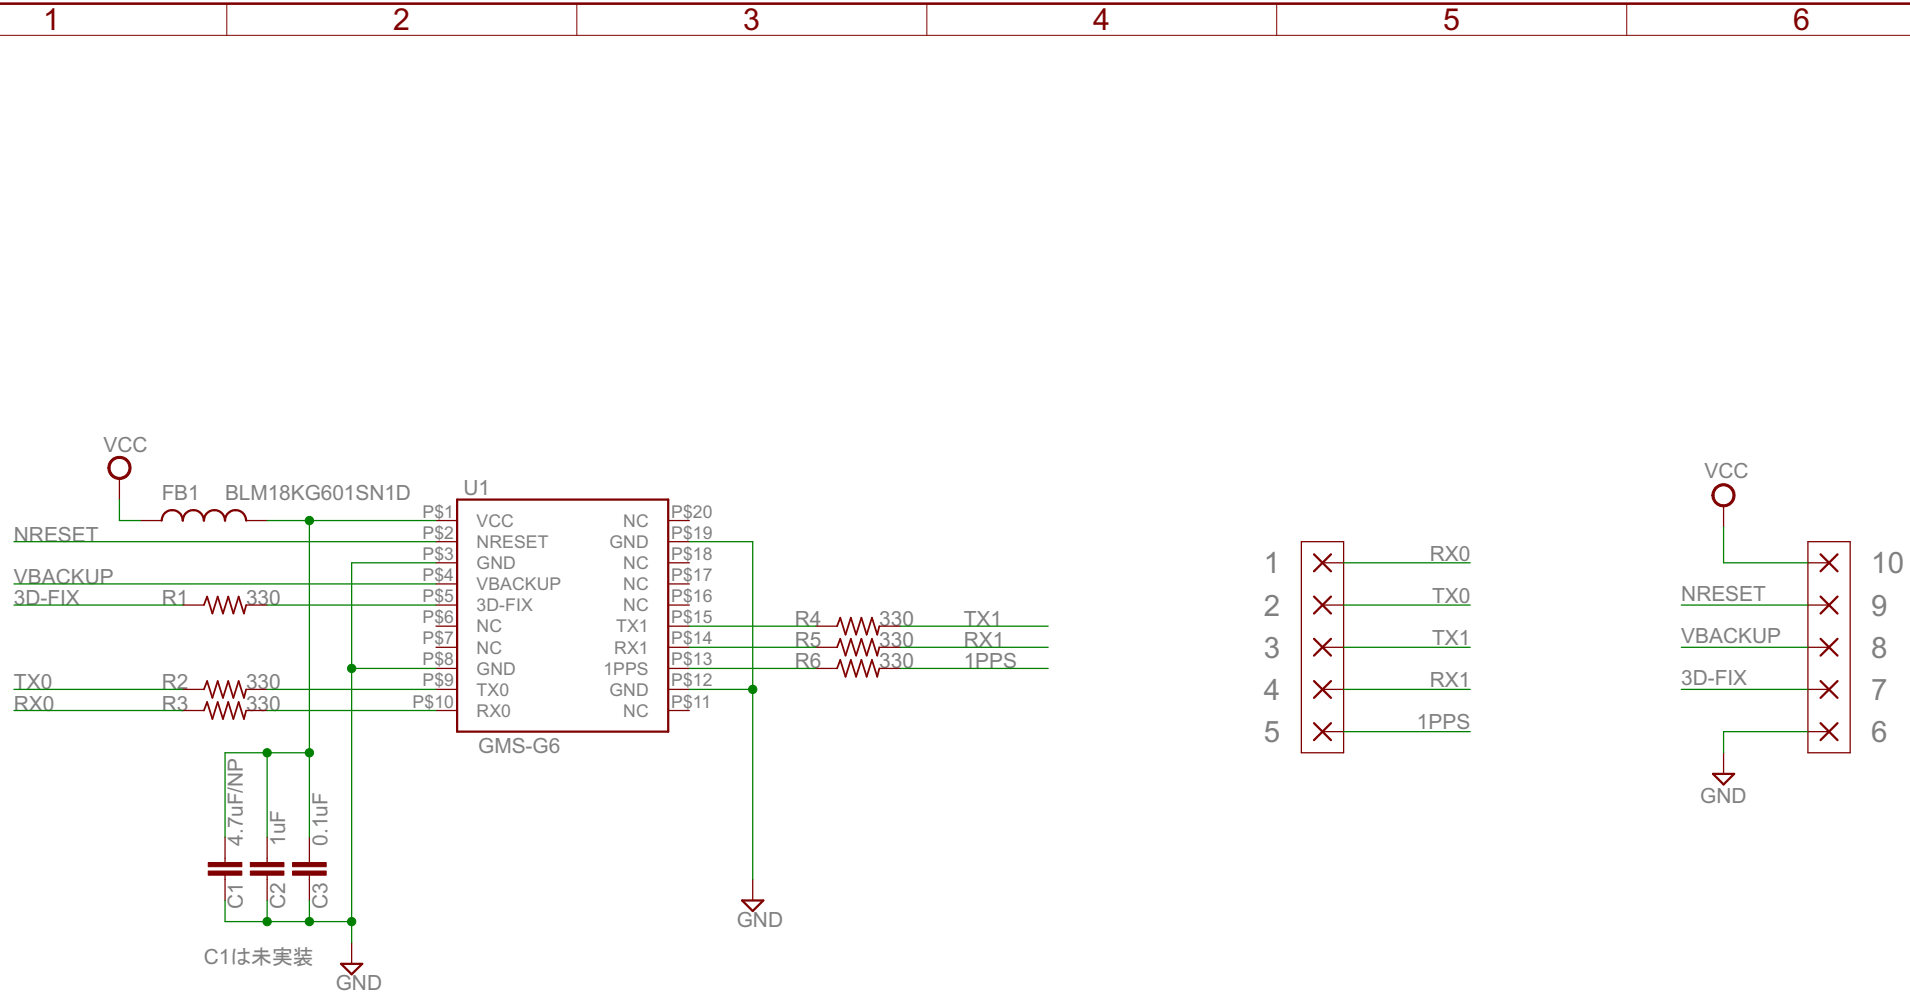 1 2 3 4 5 6
VCC
FB1 BLM18KG601SN1D
NRESET
VBACKUP
3D-FIX R1 330
TX0 R2 330
RX0 R3 330
U1
P$1 VCC NC P$20
P$2 NRESET GND P$19
P$3 GND NC P$18
P$4 VBACKUP NC P$17
P$5 3D-FIX NC P$16
P$6 NC TX1 P$15
P$7 NC RX1 P$14
P$8 GND 1PPS P$13
P$9 TX0 GND P$12
P$10 RX0 NC P$11
GMS-G6
R4 330 TX1
R5 330 RX1
R6 330 1PPS
GND
C1 4.7uF/NP
C2 1uF
C3 0.1uF
C1は未実装
GND
1 RX0
2 TX0
3 TX1
4 RX1
5 1PPS
VCC
10
NRESET 9
VBACKUP 8
3D-FIX 7
6
GND